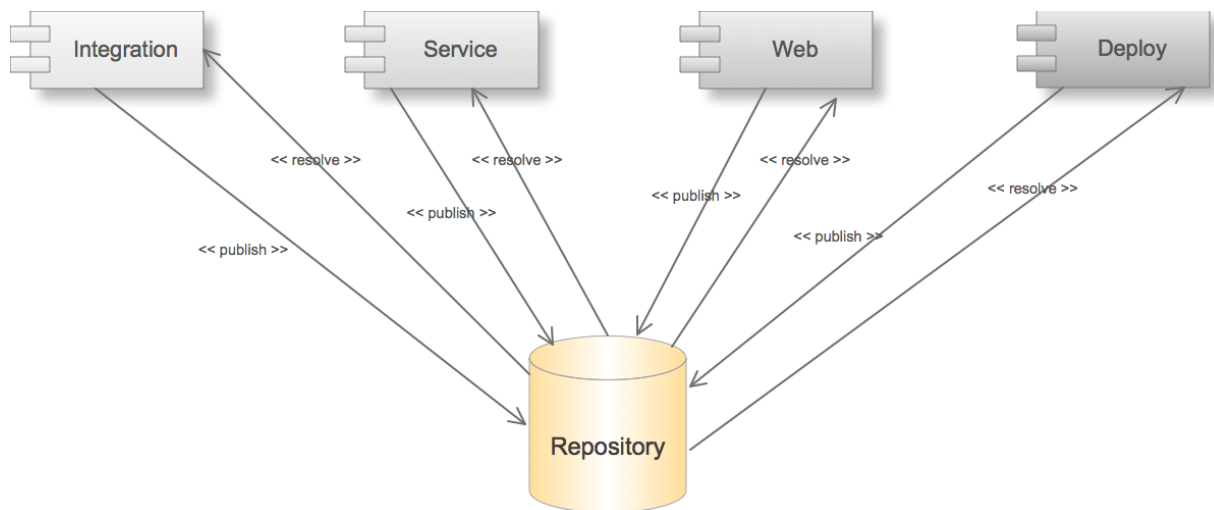 Integration
Service
Web
Deploy
<< resolve >>
<< resolve >>
<< resolve >>
<< resolve >>
<< publish >>
<< publish >>
<< publish >>
<< publish >>
Repository